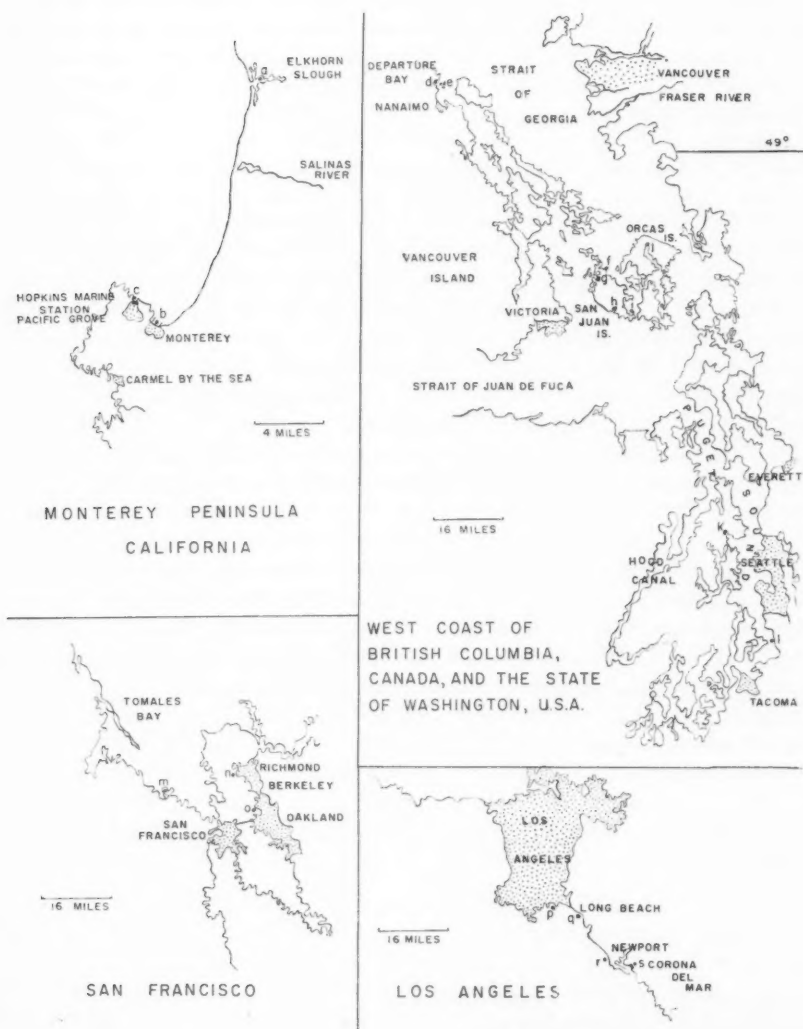 ELKHORN
SLOUGH
a
SALINAS
RIVER
c
HOPKINS MARINE
STATION
PACIFIC GROVE
b
MONTEREY
CARMEL BY THE SEA
4 MILES
MONTEREY PENINSULA
CALIFORNIA
DEPARTURE
BAY
d
e
NANAIMO
STRAIT
OF
GEORGIA
VANCOUVER
FRASER RIVER
49°
ORCAS
IS.
VANCOUVER
ISLAND
f
g
h
VICTORIA
SAN
JUAN
IS.
STRAIT OF JUAN DE FUCA
PUGET
SOUND
EVERETT
16 MILES
k
HOOD
CANAL
SEATTLE
l
TACOMA
WEST COAST OF
BRITISH COLUMBIA,
CANADA, AND THE STATE
OF WASHINGTON, U.S.A.
TOMALES
BAY
m
n
RICHMOND
BERKELEY
o
OAKLAND
SAN
FRANCISCO
16 MILES
SAN FRANCISCO
LOS
ANGELES
p
q
LONG BEACH
16 MILES
NEWPORT
r
s
CORONA
DEL
MAR
LOS ANGELES